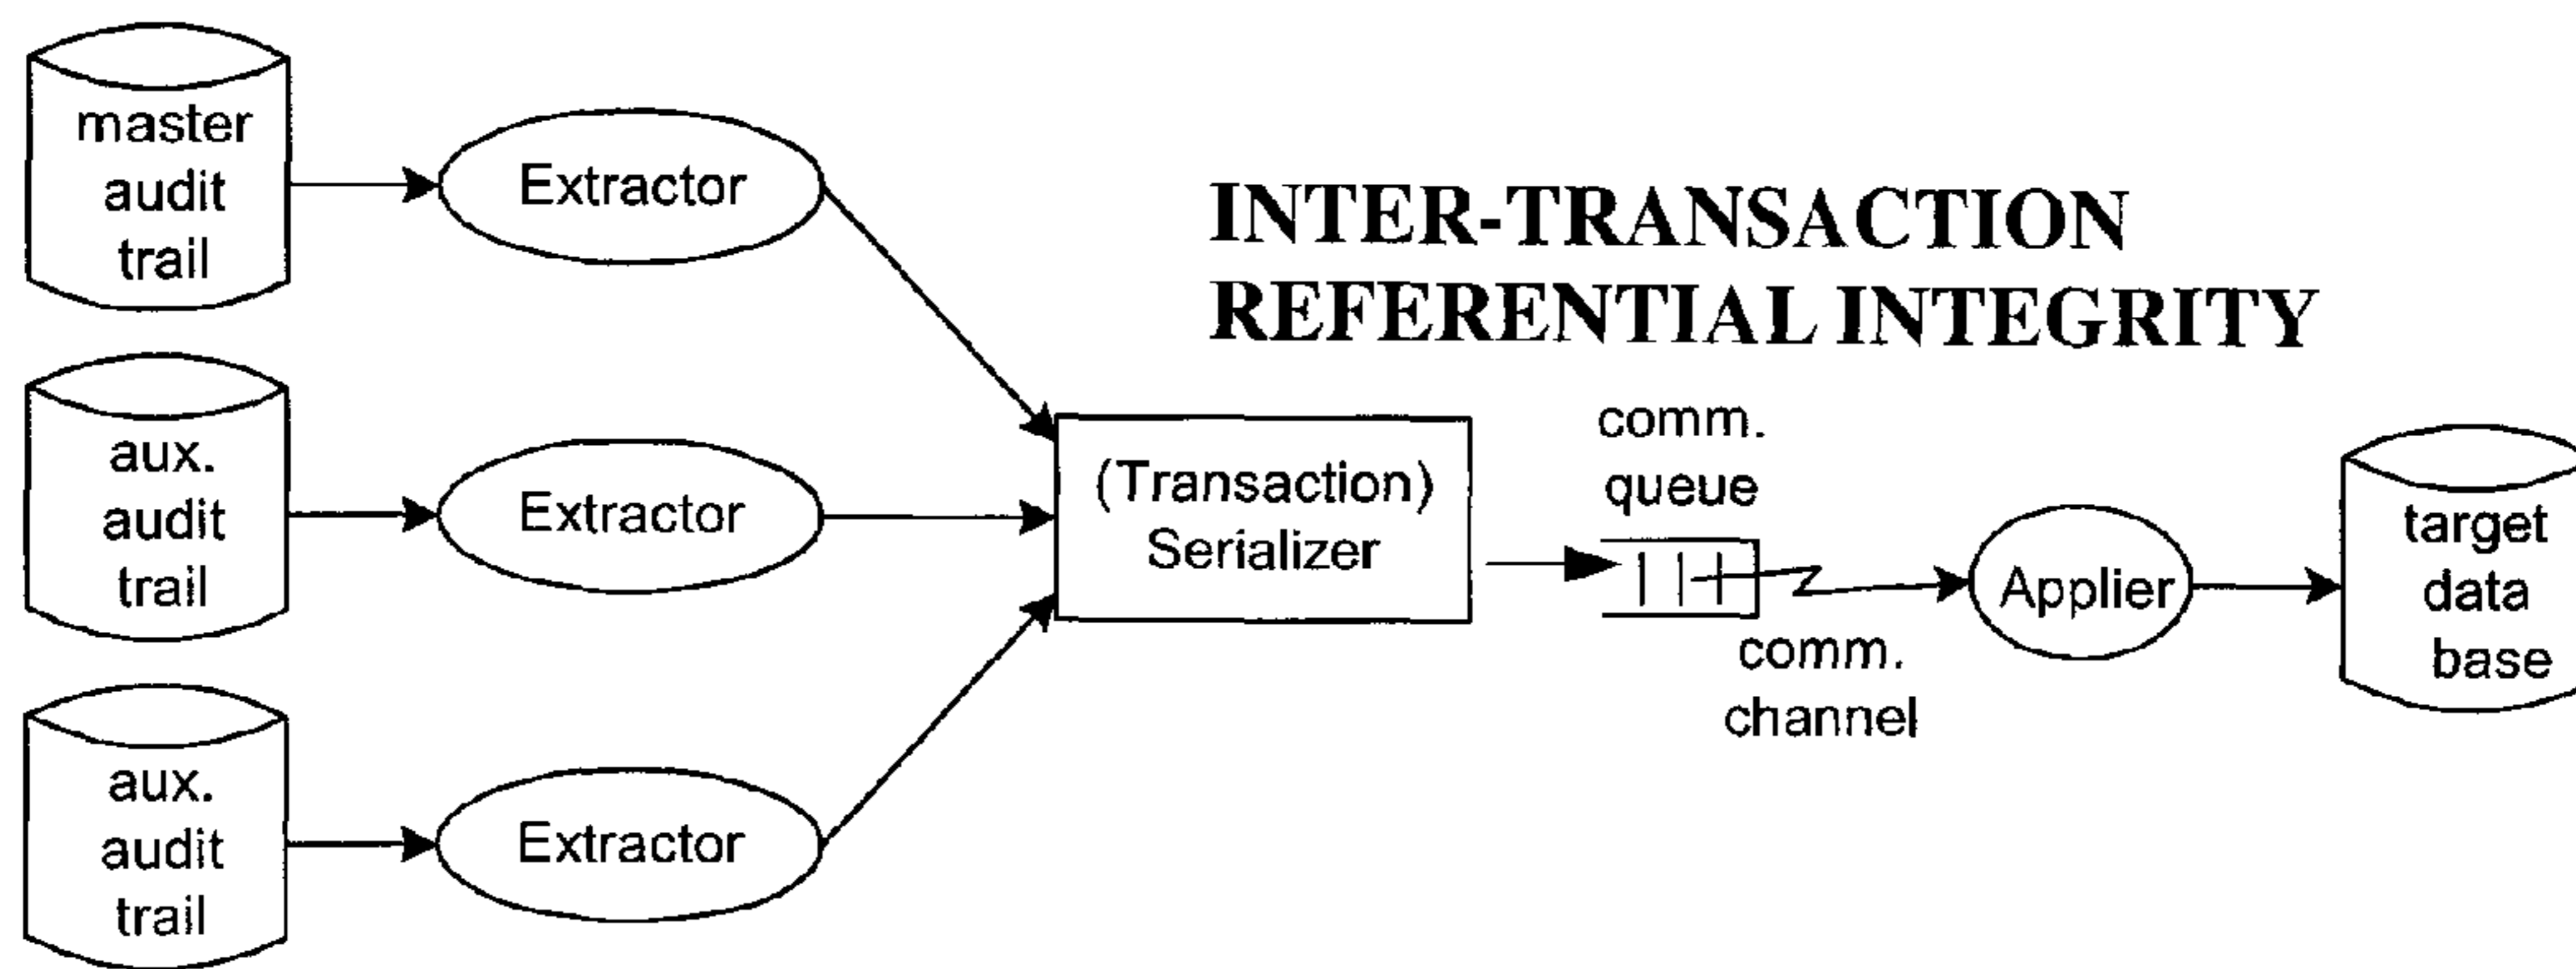 master
audit
trail
Extractor
INTER-TRANSACTION
REFERENTIAL INTEGRITY
aux.
audit
trail
Extractor
(Transaction)
Serializer
comm.
queue
comm.
channel
Applier
target
data
base
aux.
audit
trail
Extractor